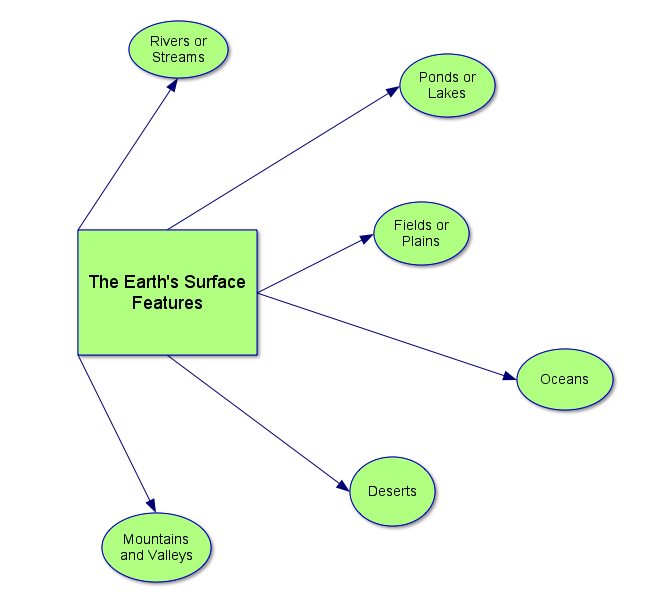 Rivers or
Streams
Ponds or
Lakes
Fields or
Plains
The Earth's Surface
Features
Oceans
Deserts
Mountains
and Valleys